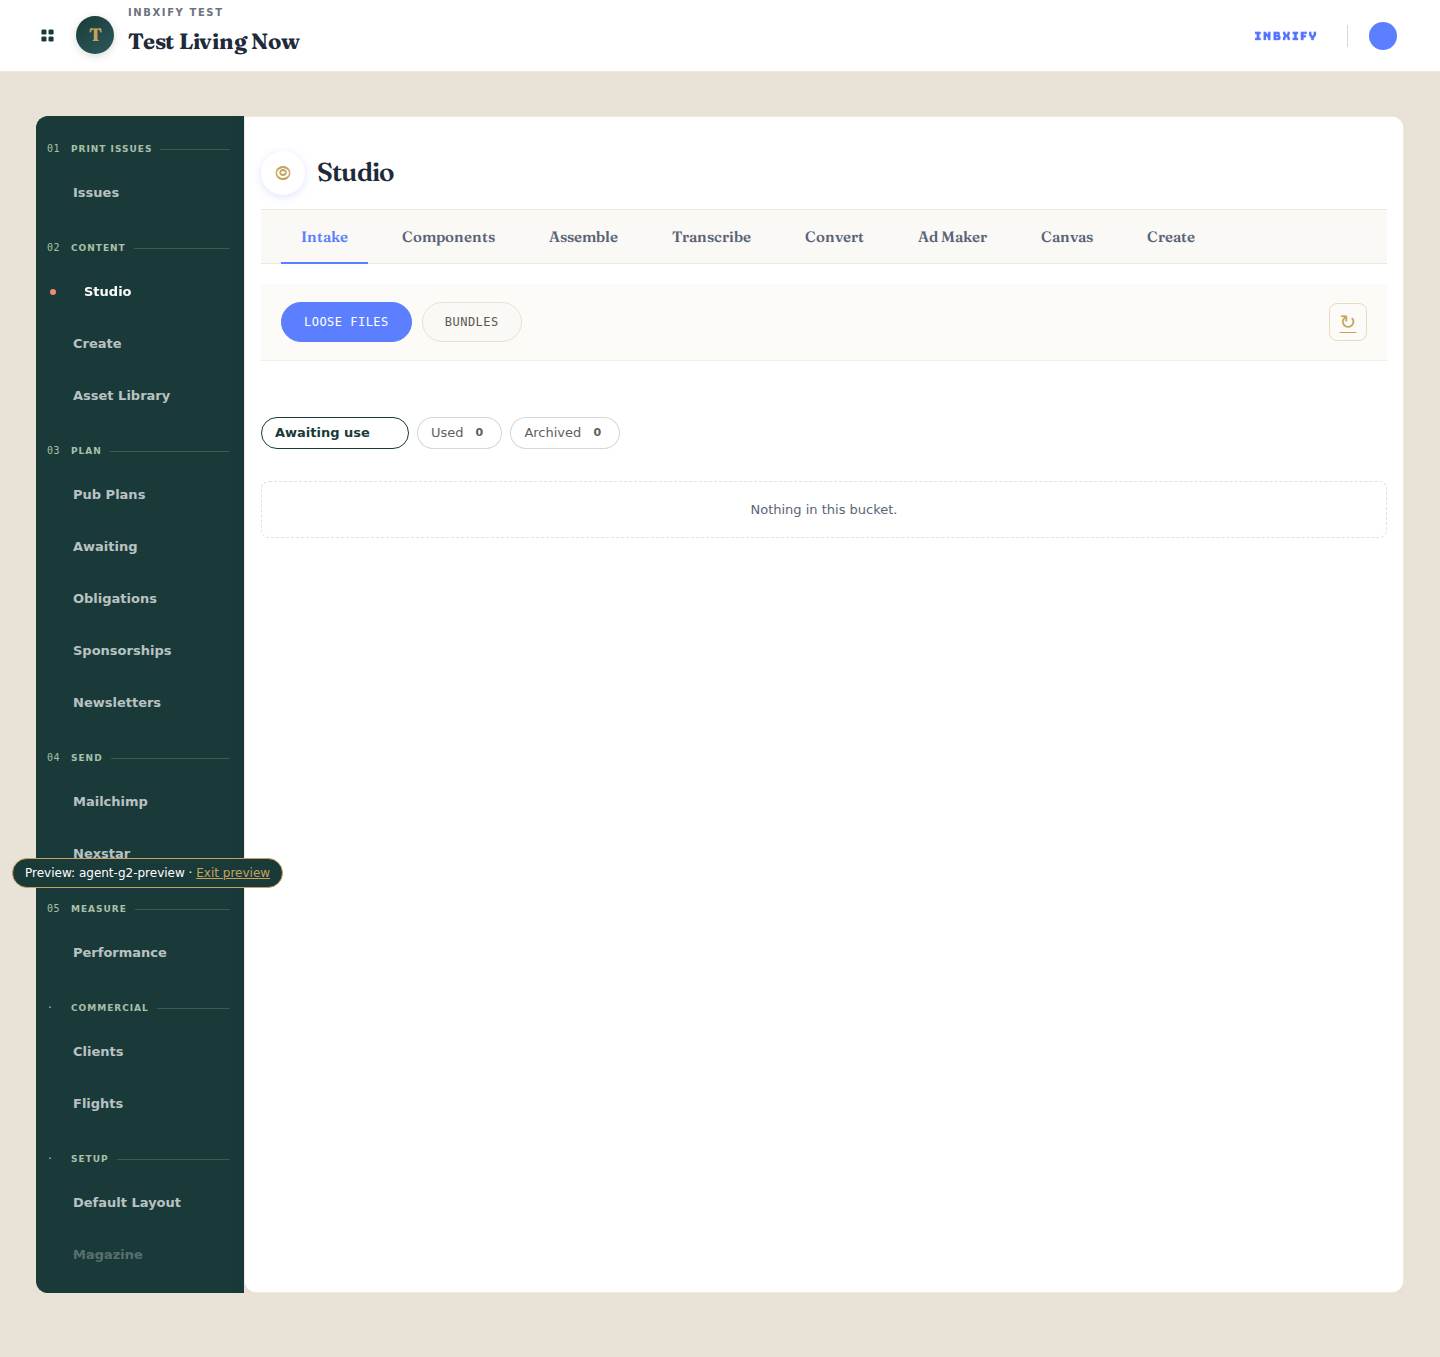 INBXIFY TEST
T
Test Living Now
INBXIFY
01 PRINT ISSUES
Issues
02 CONTENT
Studio
Create
Asset Library
03 PLAN
Pub Plans
Awaiting
Obligations
Sponsorships
Newsletters
04 SEND
Mailchimp
Nexstar
Preview: agent-g2-preview · Exit preview
05 MEASURE
Performance
· COMMERCIAL
Clients
Flights
· SETUP
Default Layout
Magazine
Studio
Intake Components Assemble Transcribe Convert Ad Maker Canvas Create
LOOSE FILES BUNDLES ↻
Awaiting use Used 0 Archived 0
Nothing in this bucket.